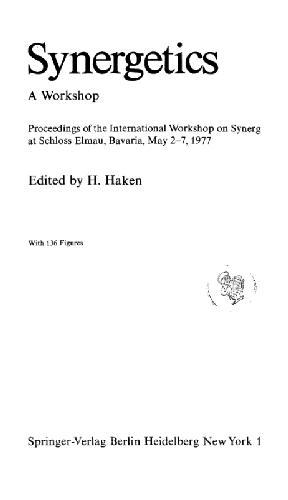 Synergetics
A Workshop
Proceedings of the International Workshop on Synerg
at Schloss Elmau, Bavaria, May 2–7, 1977
Edited by H. Haken
With 136 Figures
Springer-Verlag Berlin Heidelberg New York 1